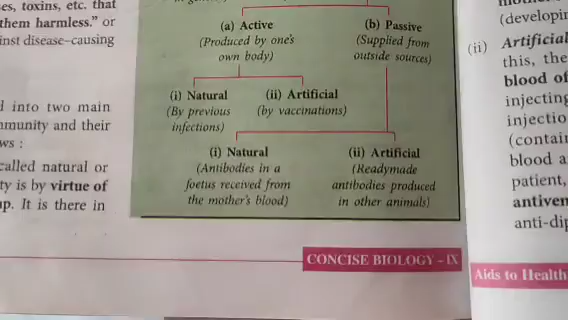 es, toxins, etc. that
them harmless." or
inst disease–causing
d into two main
mmunity and their
ws :
called natural or
ty is by virtue of
up. It is there in
(a) Active
(Produced by one's
own body)
(b) Passive
(Supplied from
outside sources)
(i) Natural
(By previous
infections)
(ii) Artificial
(by vaccinations)
(i) Natural
(Antibodies in a
foetus received from
the mother's blood)
(ii) Artificial
(Readymade
antibodies produced
in other animals)
CONCISE BIOLOGY – IX
(developin
(ii) Artificial
this, the
blood of
injecting
injectio
(contain
blood a
patient,
antiven
anti-dip
Aids to Health